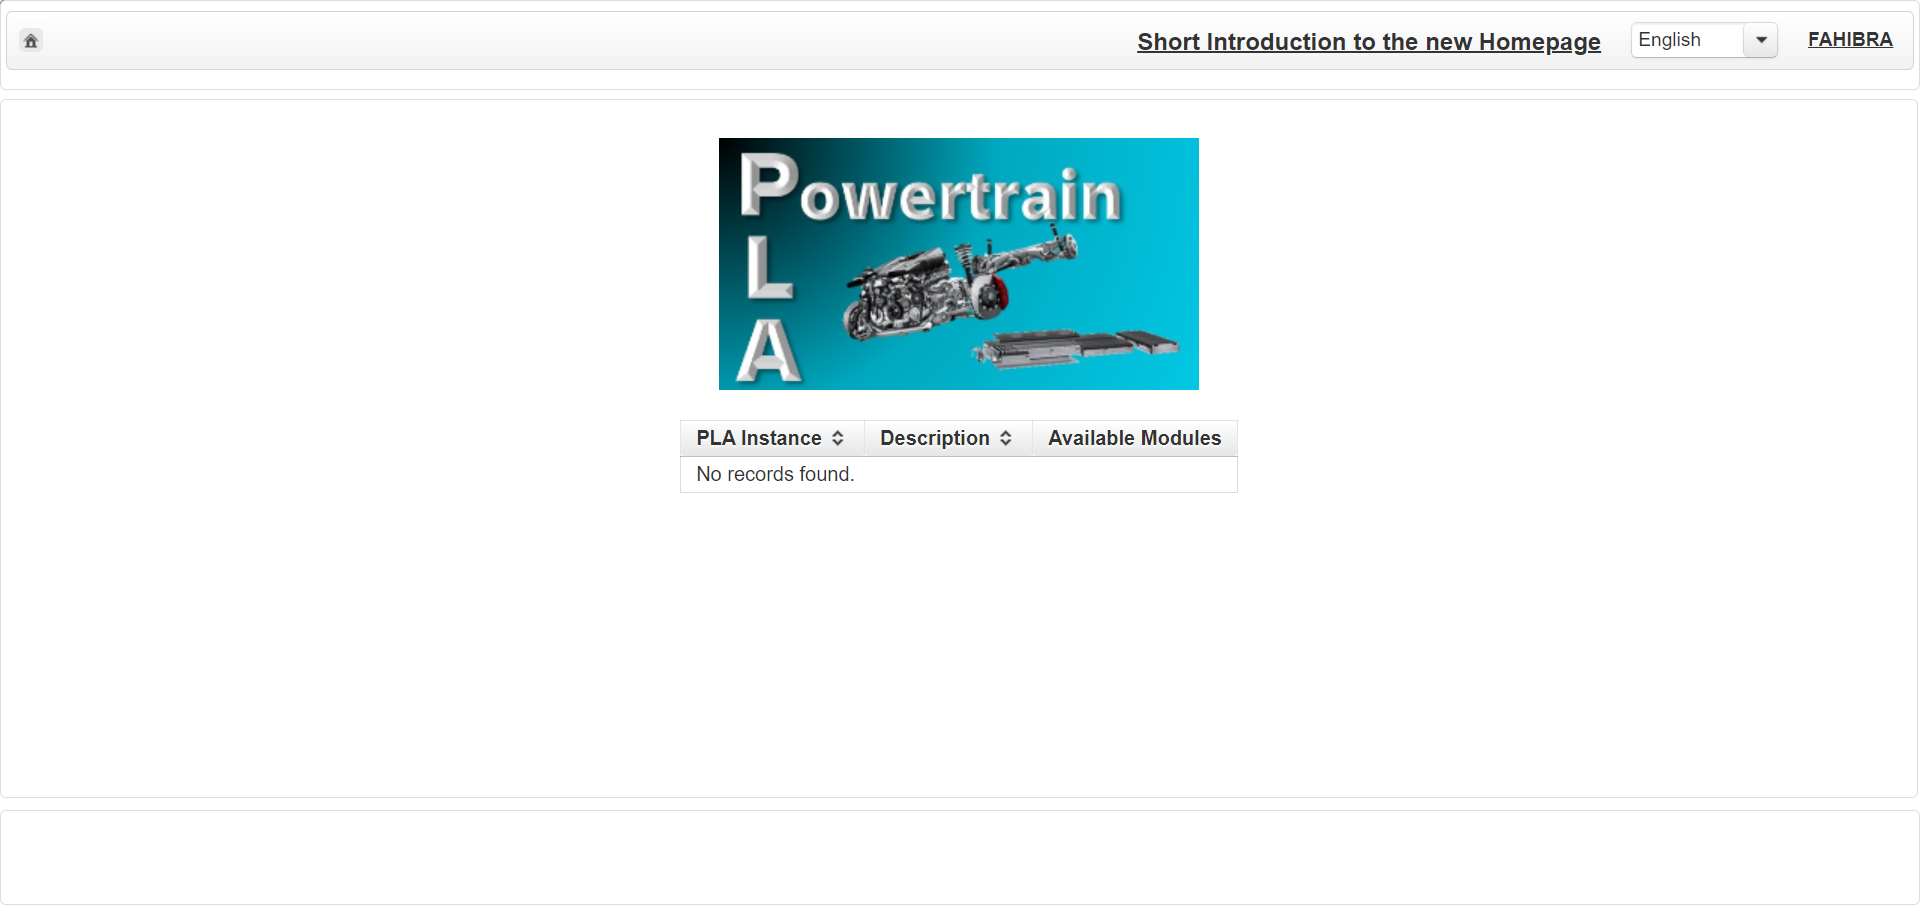 Short Introduction to the new Homepage English FAHIBRA
Powertrain
L
A
PLA Instance Description Available Modules
No records found.